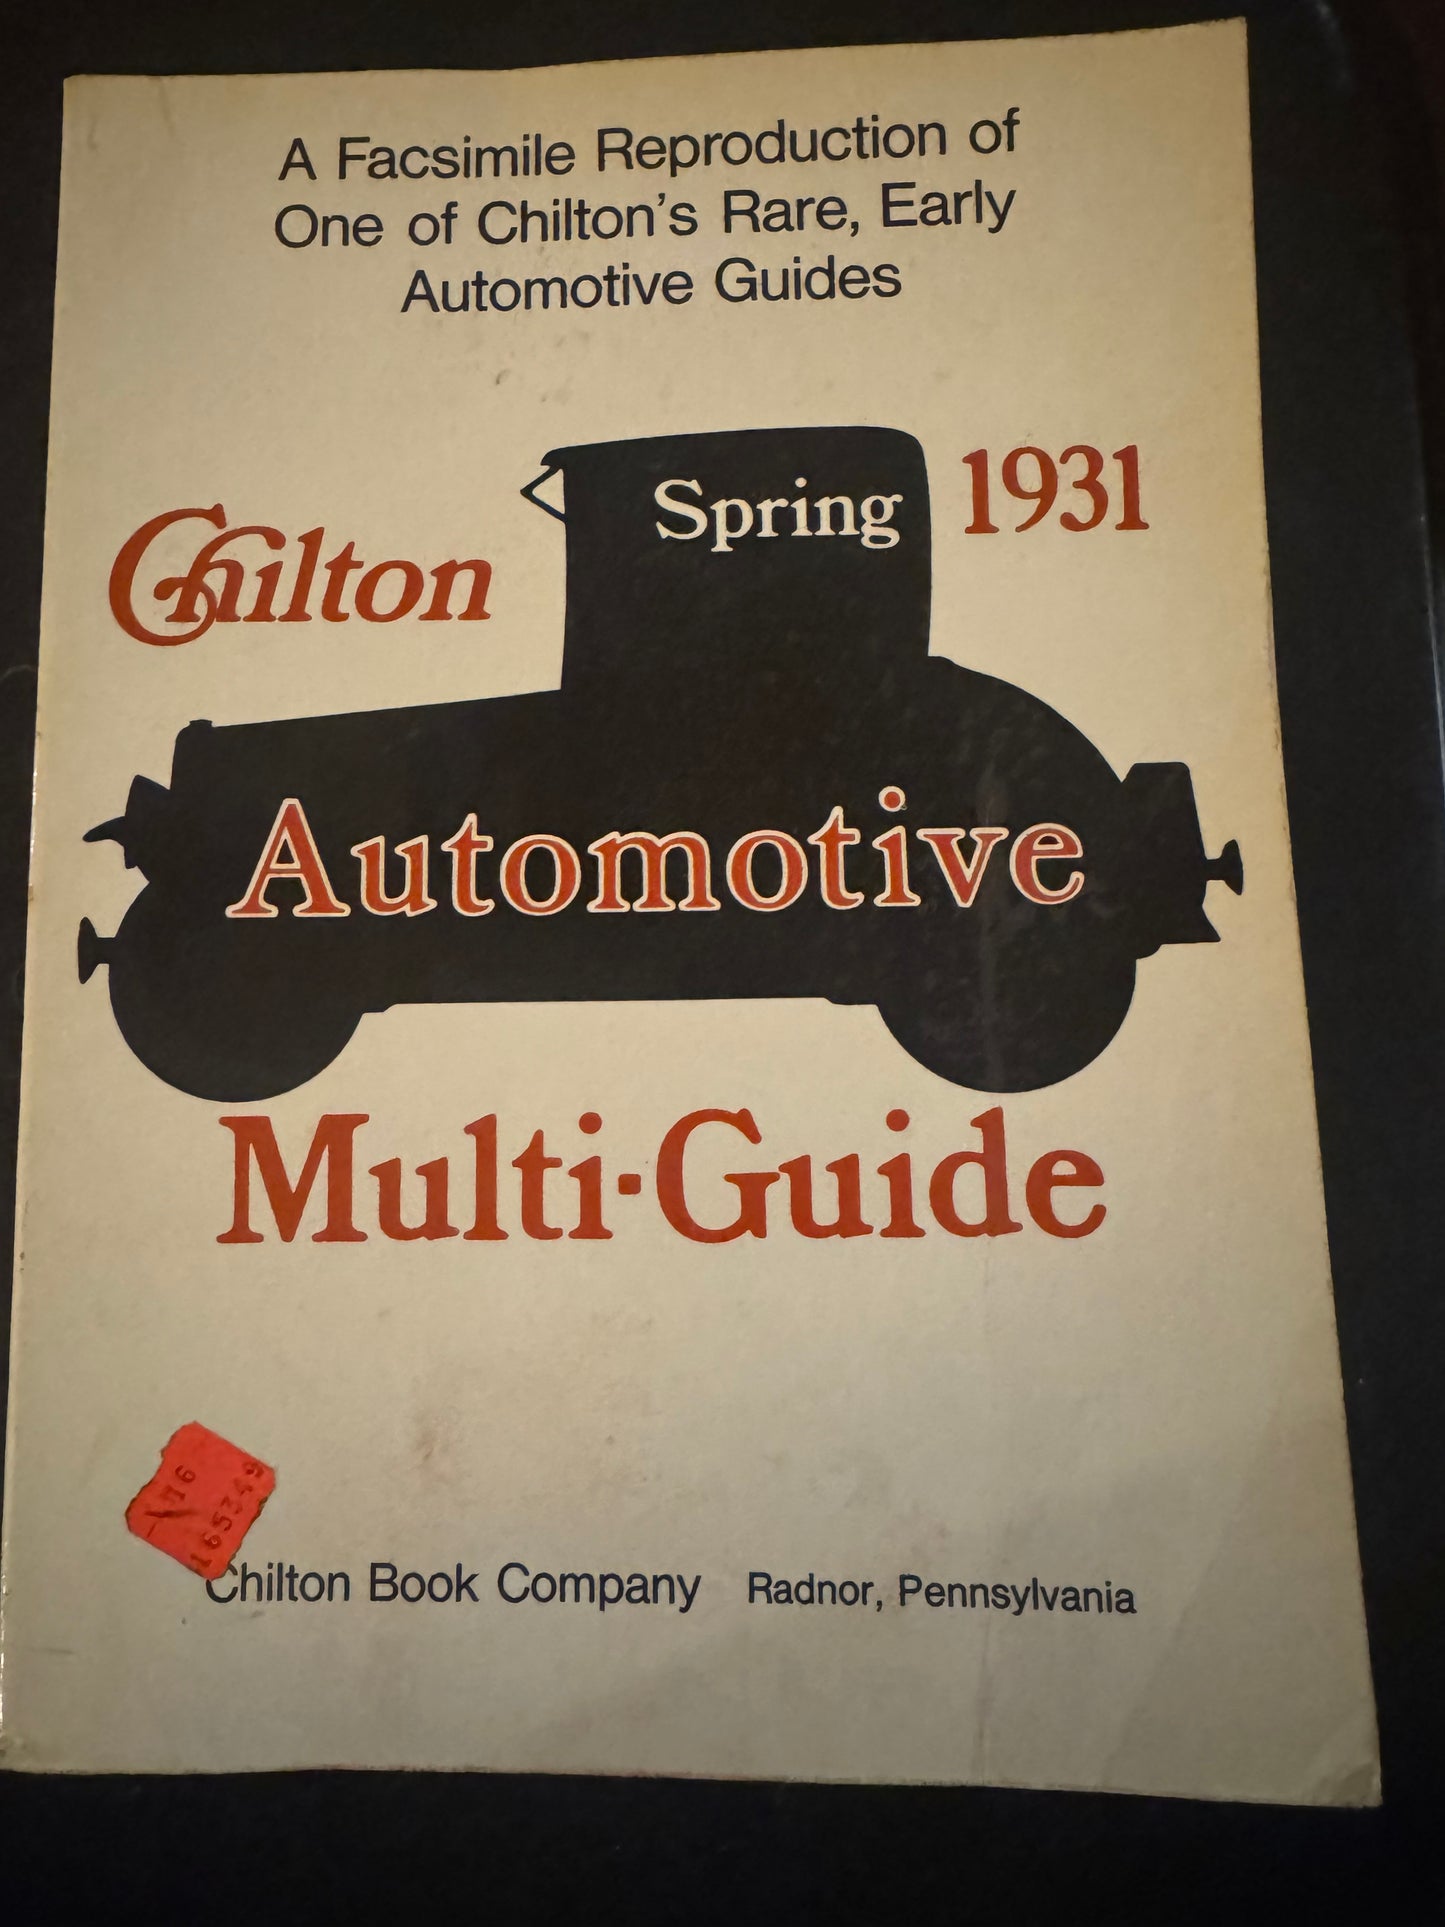 A Facsimile Reproduction of
One of Chilton's Rare, Early
Automotive Guides
Chilton
Spring
1931
Automotive
Multi·Guide
165349
Chilton Book Company Radnor, Pennsylvania